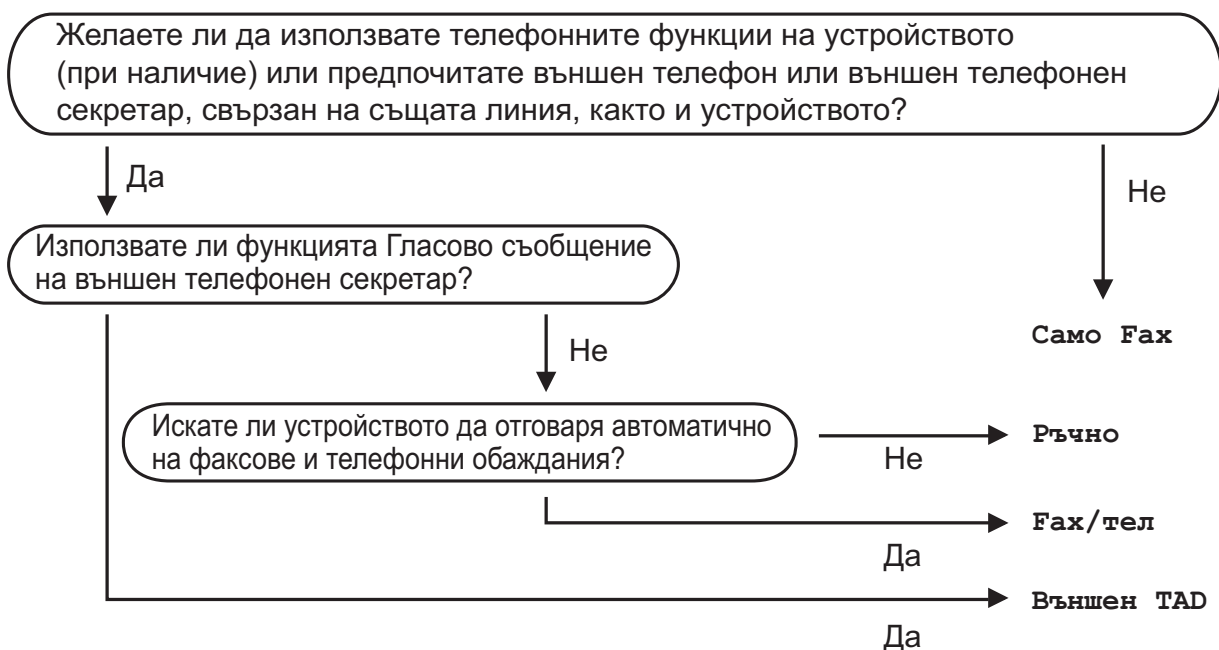 Желаете ли да използвате телефонните функции на устройството
(при наличие) или предпочитате външен телефон или външен телефонен
секретар, свързан на същата линия, както и устройството?
Да
Не
Използвате ли функцията Гласово съобщение
на външен телефонен секретар?
Само Fax
Не
Искате ли устройството да отговаря автоматично
на факсове и телефонни обаждания?
Не
Ръчно
Fax/тел
Да
Външен TAD
Да